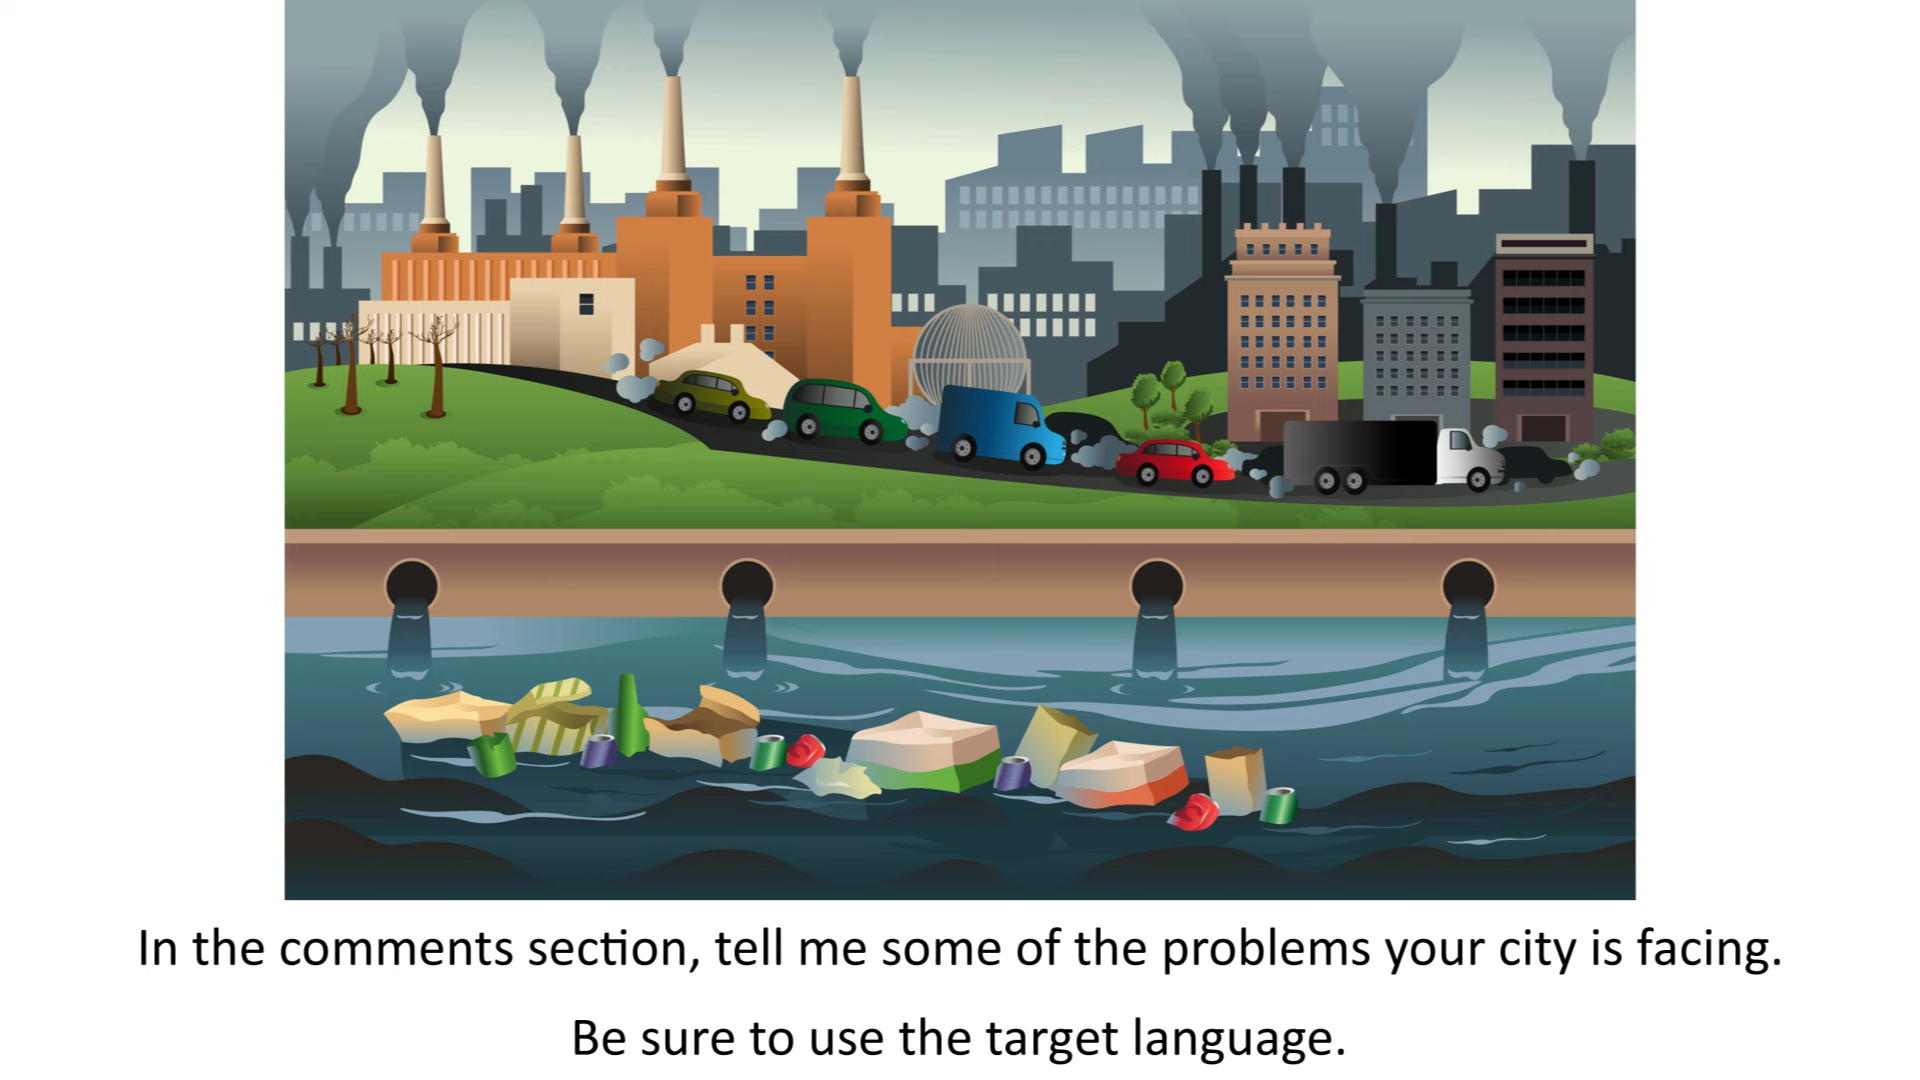 In the comments section, tell me some of the problems your city is facing.
Be sure to use the target language.